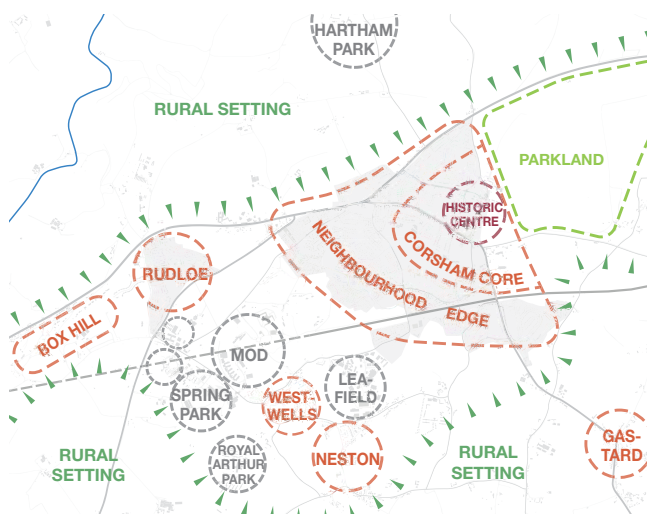 HARTHAM
PARK
RURAL SETTING
PARKLAND
HISTORIC
CENTRE
NEIGHBOURHOOD EDGE
CORSHAM CORE
RUDLOE
BOX HILL
MOD
SPRING
PARK
WEST-
WELLS
LEA-
FIELD
ROYAL
ARTHUR
PARK
NESTON
RURAL
SETTING
RURAL
SETTING
GAS-
TARD